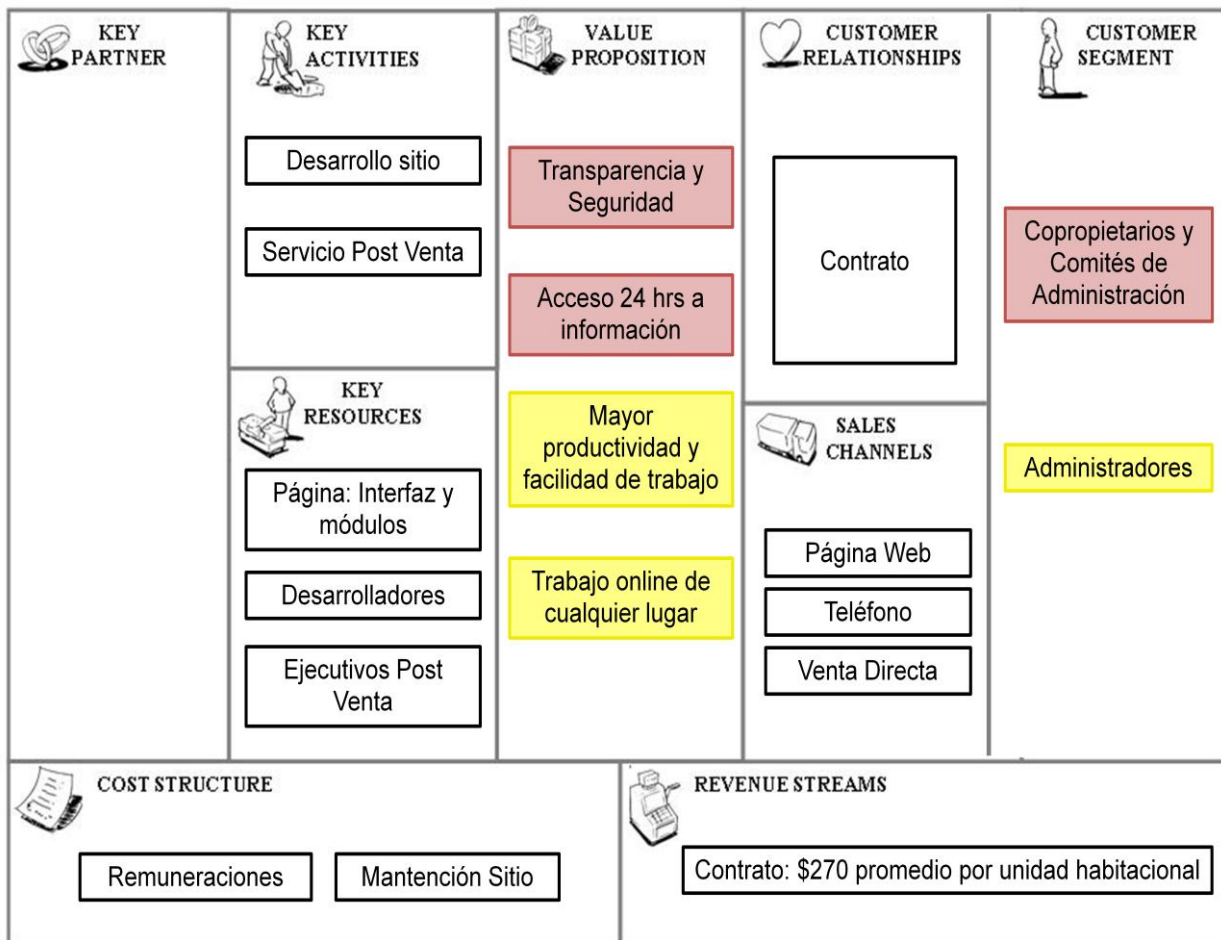 KEY
PARTNER
KEY
ACTIVITIES
Desarrollo sitio
Servicio Post Venta
KEY
RESOURCES
Página: Interfaz y
módulos
Desarrolladores
Ejecutivos Post
Venta
VALUE
PROPOSITION
Transparencia y
Seguridad
Acceso 24 hrs a
información
Mayor
productividad y
facilidad de trabajo
Trabajo online de
cualquier lugar
CUSTOMER
RELATIONSHIPS
Contrato
SALES
CHANNELS
Página Web
Teléfono
Venta Directa
CUSTOMER
SEGMENT
Copropietarios y
Comités de
Administración
Administradores
COST STRUCTURE
Remuneraciones
Mantención Sitio
REVENUE STREAMS
Contrato: $270 promedio por unidad habitacional